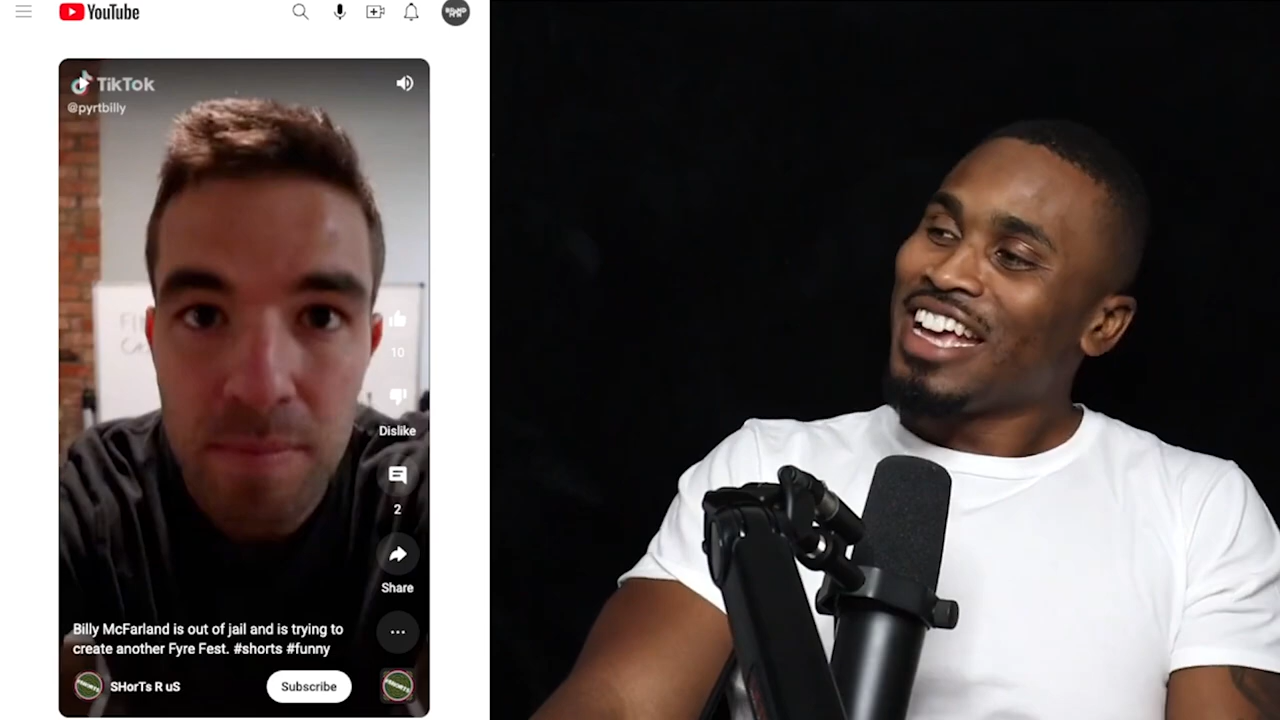 YouTube
TikTok
@pyrtbilly
10
Dislike
2
Share
Billy McFarland is out of jail and is trying to
create another Fyre Fest. #shorts #funny
SHorTs R uS
Subscribe